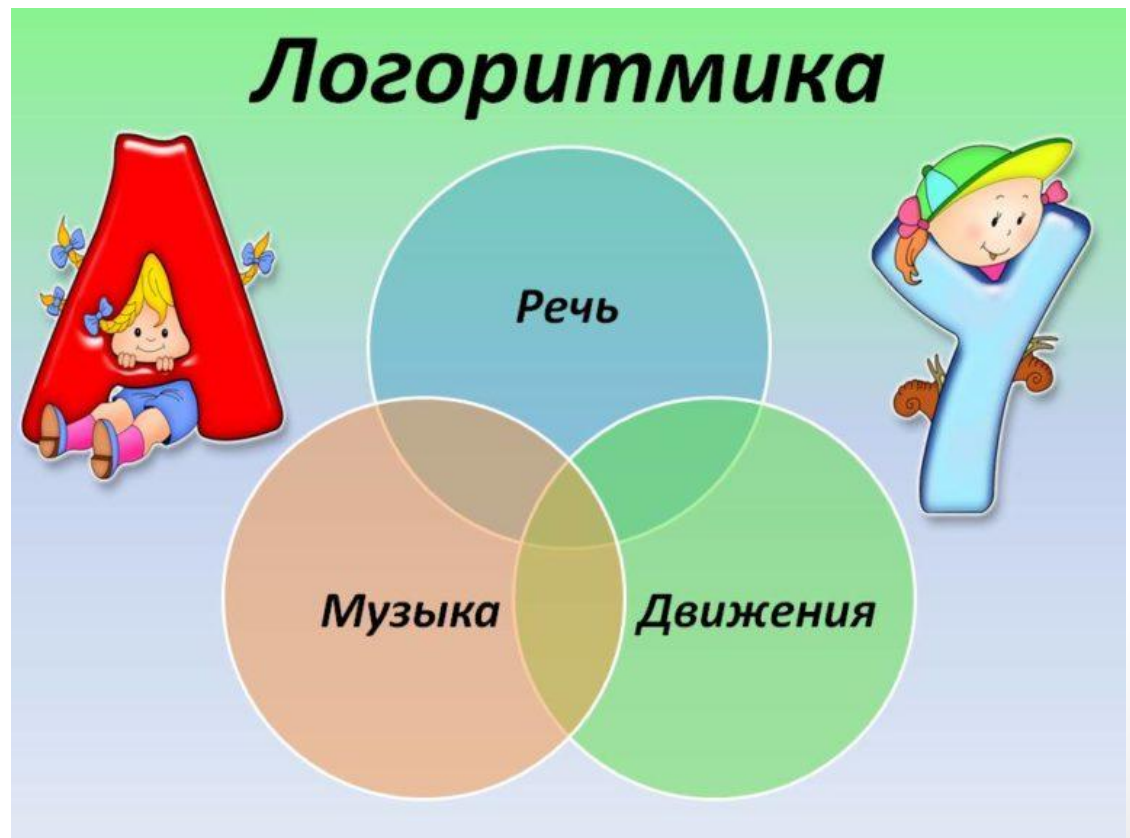 Логоритмика
А
У
Речь
Музыка
Движения